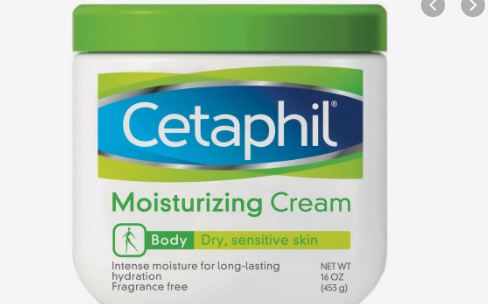 Cetaphil®
Moisturizing Cream
Body Dry, sensitive skin
Intense moisture for long-lasting
hydration
Fragrance free
NET WT
16 OZ
(453 g)